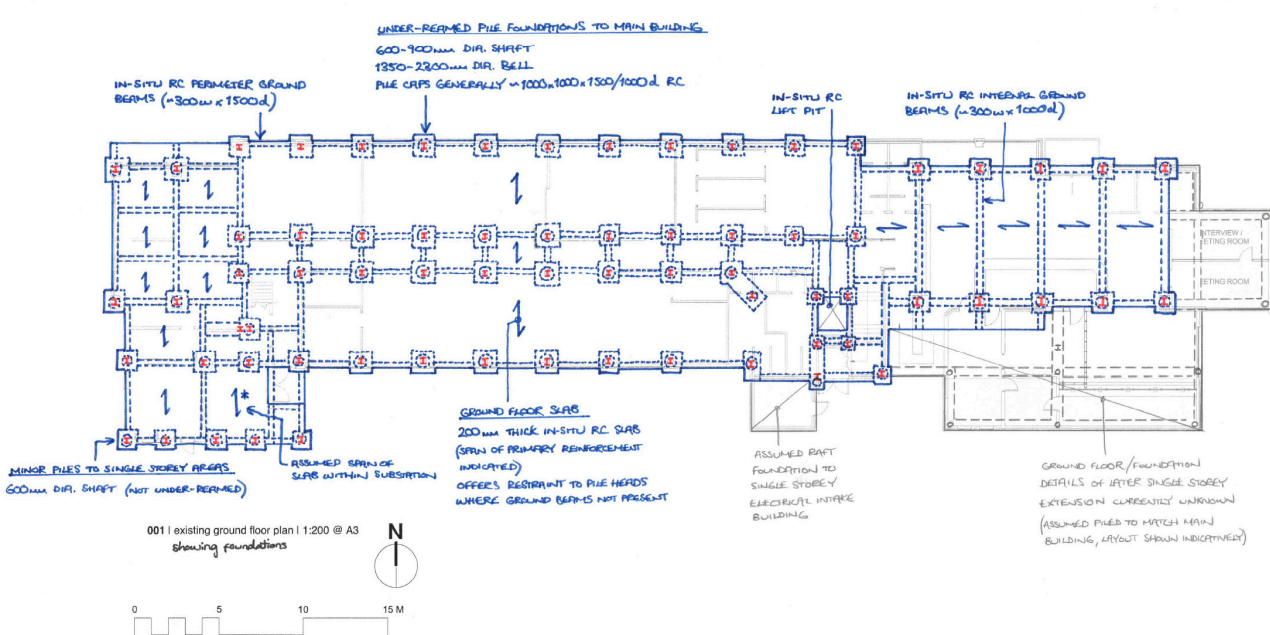 UNDER-REAMED PILE FOUNDATIONS TO MAIN BUILDING
600-900mm DIA. SHAFT
1350-2300mm DIA. BELL
PILE CAPS GENERALLY ~1000x1000x1500/1000d RC
IN-SITU RC PERIMETER GROUND
BEAMS (~300w x 1500d)
IN-SITU RC
LIFT PIT
IN-SITU RC INTERNAL GROUND
BEAMS (~300w x 1000d)
INTERVIEW /
EETING ROOM
EETING ROOM
MINOR PILES TO SINGLE STOREY AREAS
600mm DIA. SHAFT (NOT UNDER-REAMED)
*
ASSUMED SPAN OF
SLAB WITHIN SUBSTATION
GROUND FLOOR SLAB
200mm THICK IN-SITU RC SLAB
(SPAN OF PRIMARY REINFORCEMENT
INDICATED)
OFFERS RESTRAINT TO PILE HEADS
WHERE GROUND BEAMS NOT PRESENT
ASSUMED RAFT
FOUNDATION TO
SINGLE STOREY
ELECTRICAL INTAKE
BUILDING
GROUND FLOOR/FOUNDATION
DETAILS OF LATER SINGLE STOREY
EXTENSION CURRENTLY UNKNOWN
(ASSUMED PILED TO MATCH MAIN
BUILDING, LAYOUT SHOWN INDICATIVELY)
001 | existing ground floor plan | 1:200 @ A3
showing foundations
N
0 5 10 15 M